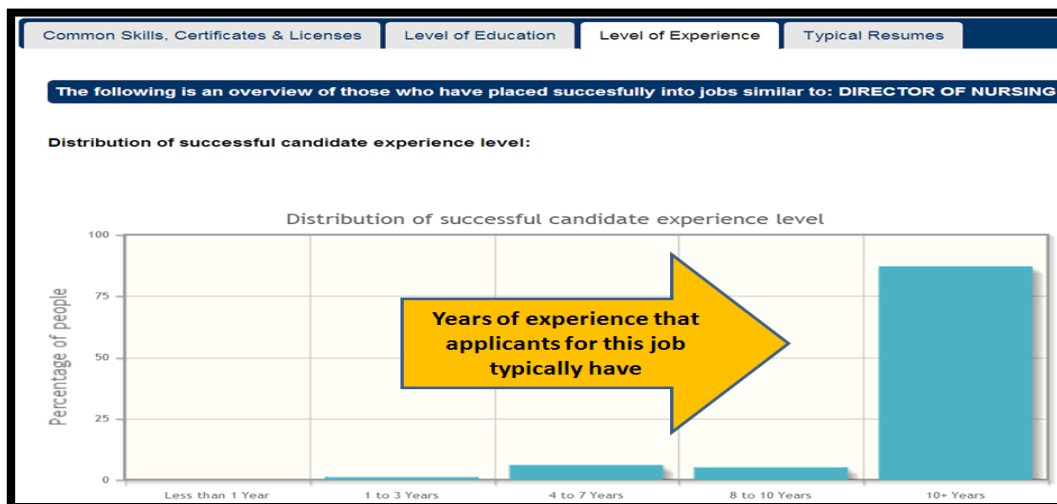 Common Skills, Certificates & Licenses
Level of Education
Level of Experience
Typical Resumes
The following is an overview of those who have placed succesfully into jobs similar to: DIRECTOR OF NURSING
Distribution of successful candidate experience level:
Distribution of successful candidate experience level
Percentage of people
100
75
50
25
0
Years of experience that
applicants for this job
typically have
Less than 1 Year
1 to 3 Years
4 to 7 Years
8 to 10 Years
10+ Years